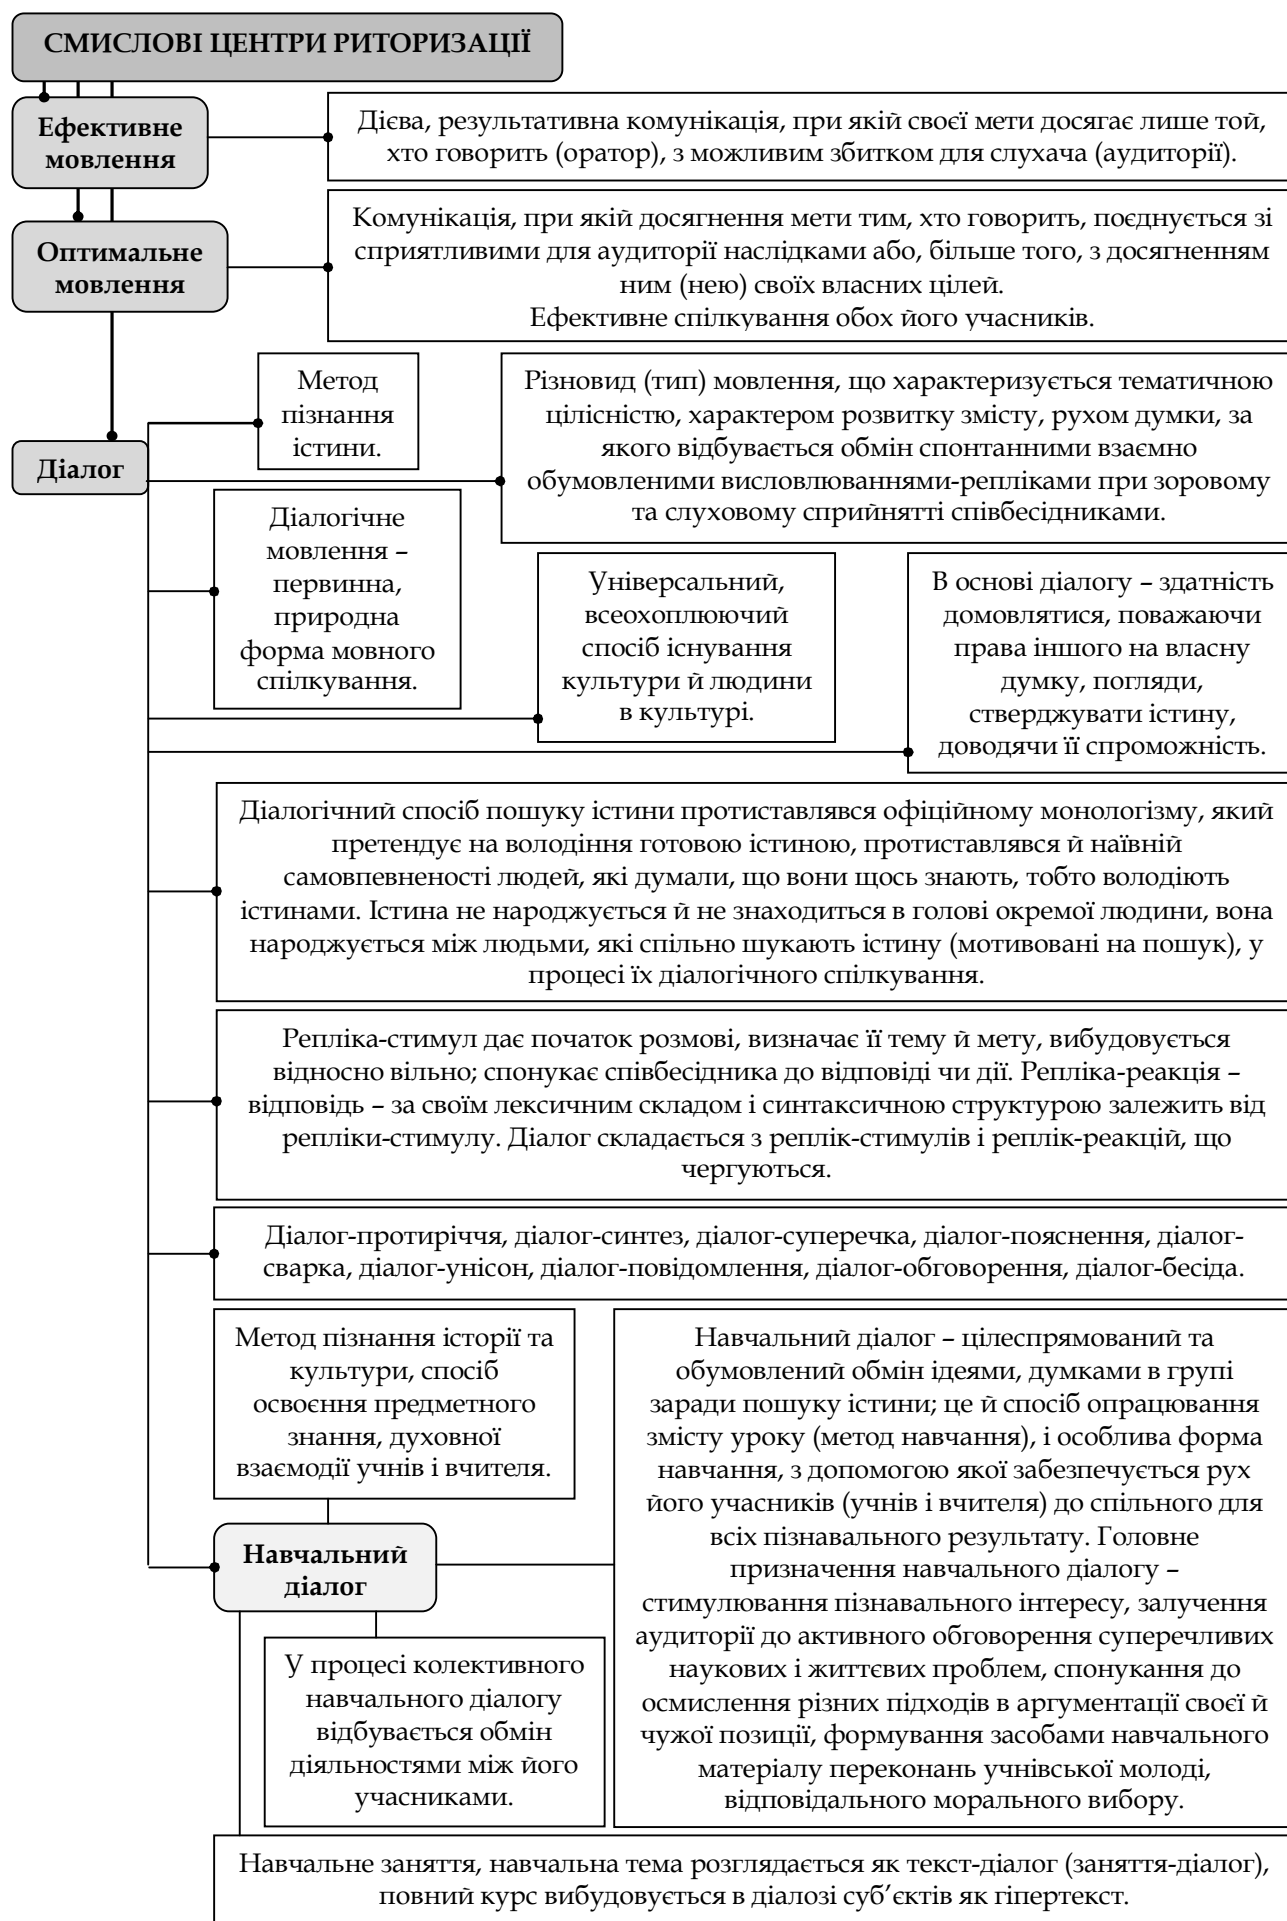 СМИСЛОВІ ЦЕНТРИ РИТОРИЗАЦІЇ
Ефективне
мовлення
Дієва, результативна комунікація, при якій своєї мети досягає лише той,
хто говорить (оратор), з можливим збитком для слухача (аудиторії).
Оптимальне
мовлення
Комунікація, при якій досягнення мети тим, хто говорить, поєднується зі
сприятливими для аудиторії наслідками або, більше того, з досягненням
ним (нею) своїх власних цілей.
Ефективне спілкування обох його учасників.
Діалог
Метод
пізнання
істини.
Різновид (тип) мовлення, що характеризується тематичною
цілісністю, характером розвитку змісту, рухом думки, за
якого відбувається обмін спонтанними взаємно
обумовленими висловлюваннями-репліками при зоровому
та слуховому сприйнятті співбесідниками.
Діалогічне
мовлення –
первинна,
природна
форма мовного
спілкування.
Універсальний,
всеохоплюючий
спосіб існування
культури й людини
в культурі.
В основі діалогу – здатність
домовлятися, поважаючи
права іншого на власну
думку, погляди,
стверджувати істину,
доводячи її спроможність.
Діалогічний спосіб пошуку істини протиставлявся офіційному монологізму, який
претендує на володіння готовою істиною, протиставлявся й наївній
самовпевненості людей, які думали, що вони щось знають, тобто володіють
істинами. Істина не народжується й не знаходиться в голові окремої людини, вона
народжується між людьми, які спільно шукають істину (мотивовані на пошук), у
процесі їх діалогічного спілкування.
Репліка-стимул дає початок розмові, визначає її тему й мету, вибудовується
відносно вільно; спонукає співбесідника до відповіді чи дії. Репліка-реакція –
відповідь – за своїм лексичним складом і синтаксичною структурою залежить від
репліки-стимулу. Діалог складається з реплік-стимулів і реплік-реакцій, що
чергуються.
Діалог-протиріччя, діалог-синтез, діалог-суперечка, діалог-пояснення, діалог-
сварка, діалог-унісон, діалог-повідомлення, діалог-обговорення, діалог-бесіда.
Метод пізнання історії та
культури, спосіб
освоєння предметного
знання, духовної
взаємодії учнів і вчителя.
Навчальний
діалог
Навчальний діалог – цілеспрямований та
обумовлений обмін ідеями, думками в групі
заради пошуку істини; це й спосіб опрацювання
змісту уроку (метод навчання), і особлива форма
навчання, з допомогою якої забезпечується рух
його учасників (учнів і вчителя) до спільного для
всіх пізнавального результату. Головне
призначення навчального діалогу –
стимулювання пізнавального інтересу, залучення
аудиторії до активного обговорення суперечливих
наукових і життєвих проблем, спонукання до
осмислення різних підходів в аргументації своєї й
чужої позиції, формування засобами навчального
матеріалу переконань учнівської молоді,
відповідального морального вибору.
У процесі колективного
навчального діалогу
відбувається обмін
діяльностями між його
учасниками.
Навчальне заняття, навчальна тема розглядається як текст-діалог (заняття-діалог),
повний курс вибудовується в діалозі суб’єктів як гіпертекст.